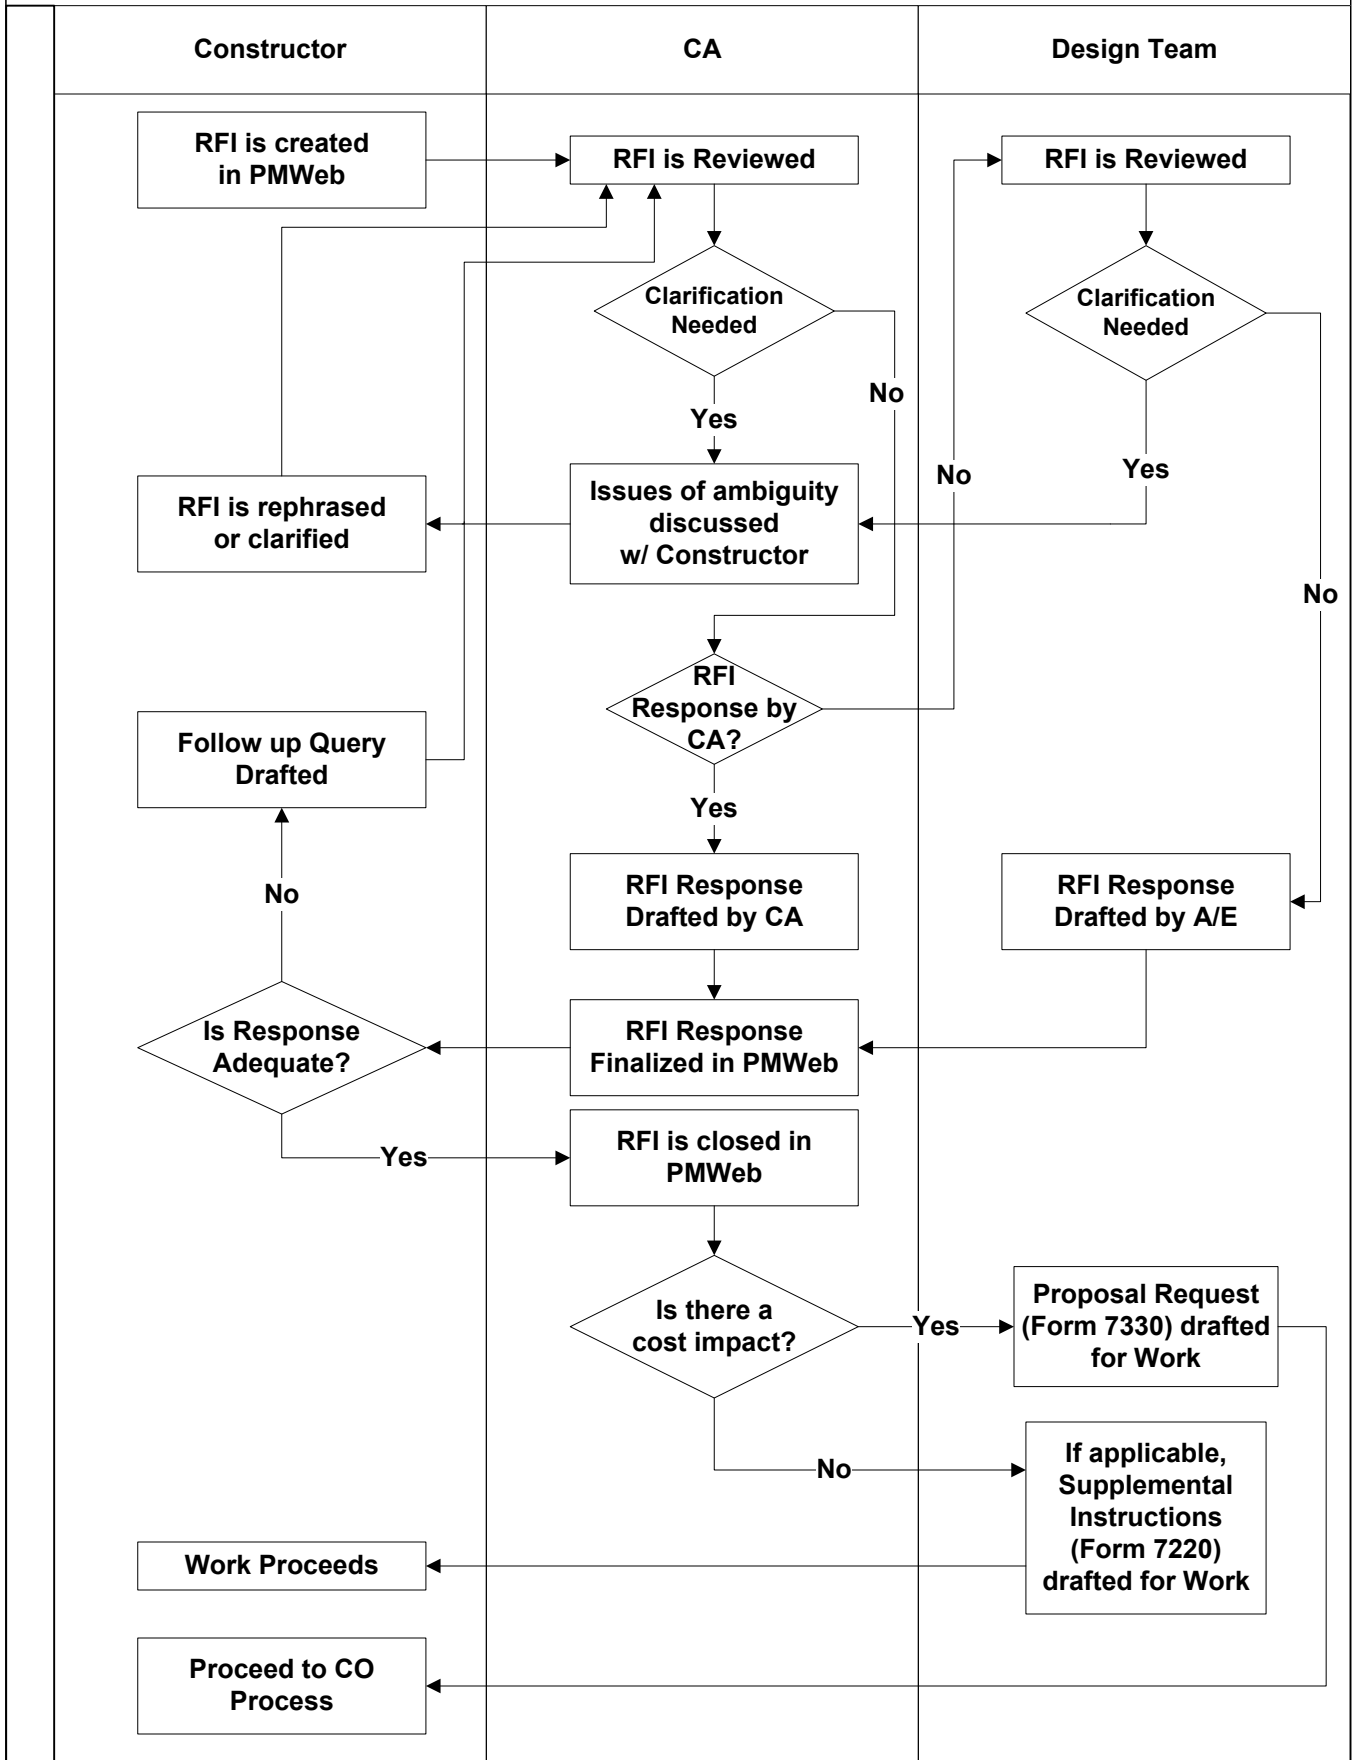 Constructor
CA
Design Team
RFI is created
in PMWeb
RFI is Reviewed
RFI is Reviewed
Clarification
Needed
Clarification
Needed
No
Yes
Yes
No
RFI is rephrased
or clarified
Issues of ambiguity
discussed
w/ Constructor
No
RFI
Response by
CA?
Follow up Query
Drafted
Yes
No
RFI Response
Drafted by CA
RFI Response
Drafted by A/E
Is Response
Adequate?
RFI Response
Finalized in PMWeb
Yes
RFI is closed in
PMWeb
Is there a
cost impact?
Yes
Proposal Request
(Form 7330) drafted
for Work
No
If applicable,
Supplemental
Instructions
(Form 7220)
drafted for Work
Work Proceeds
Proceed to CO
Process